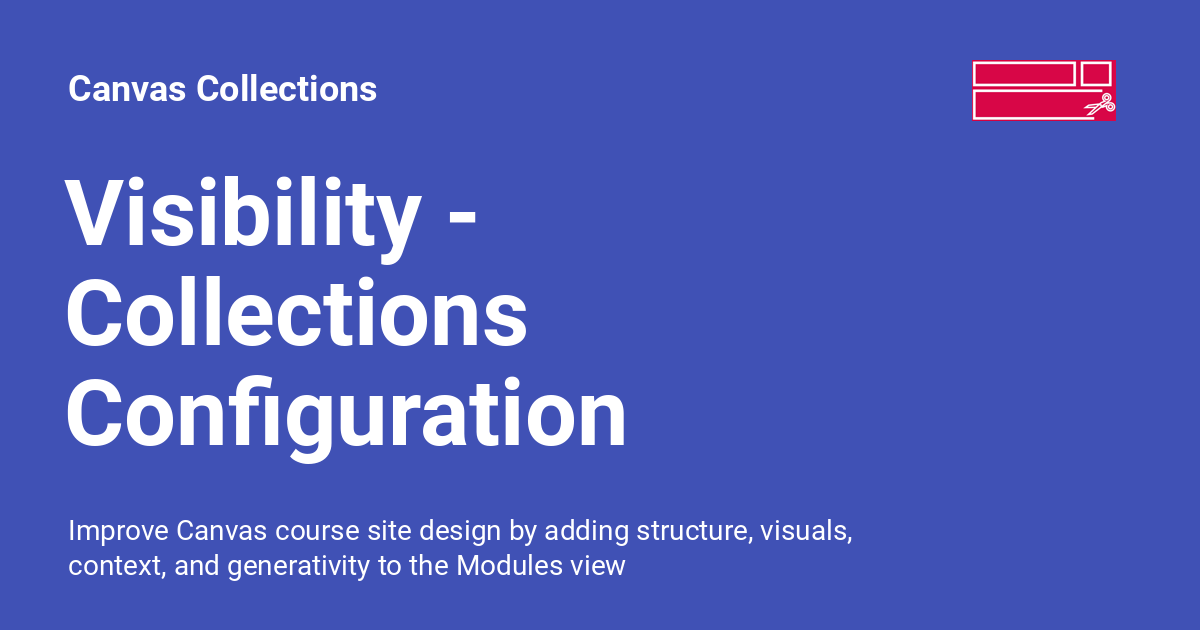 Canvas Collections
Visibility -
Collections
Configuration
Improve Canvas course site design by adding structure, visuals,
context, and generativity to the Modules view